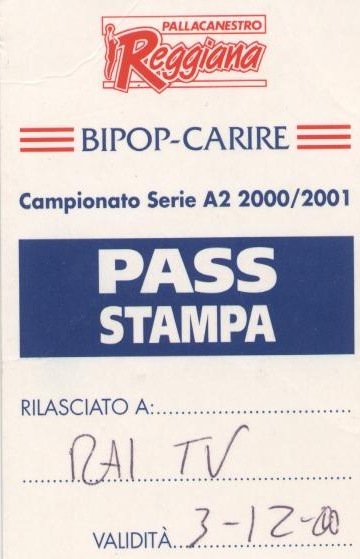 PALLACANESTRO
Reggiana
BIPOP-CARIRE
Campionato Serie A2 2000/2001
PASS
STAMPA
RILASCIATO A:
RAI TV
VALIDITÀ 3-12-00